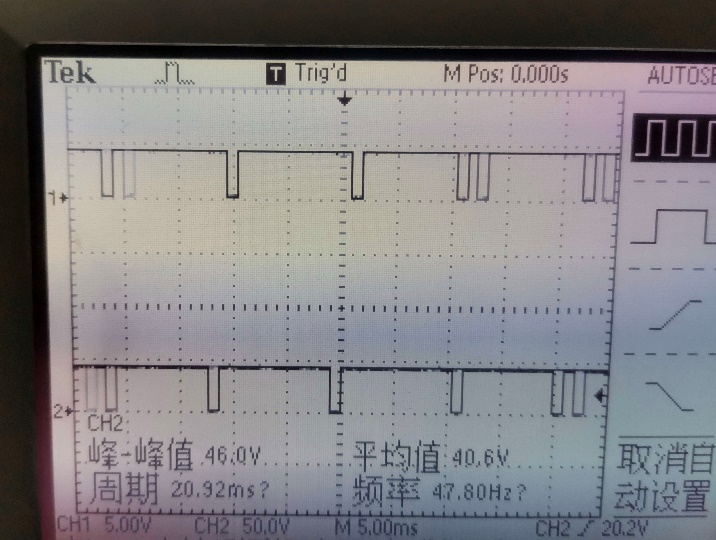 Tek T Trig'd M Pos: 0.000s AUTOSE
1
2
CH2
峰-峰值 46.0V 平均值 40.6V 取消自
周期 20.92ms? 频率 47.80Hz? 动设置
CH1 5.00V CH2 50.0V M 5.00ms CH2 / 20.2V